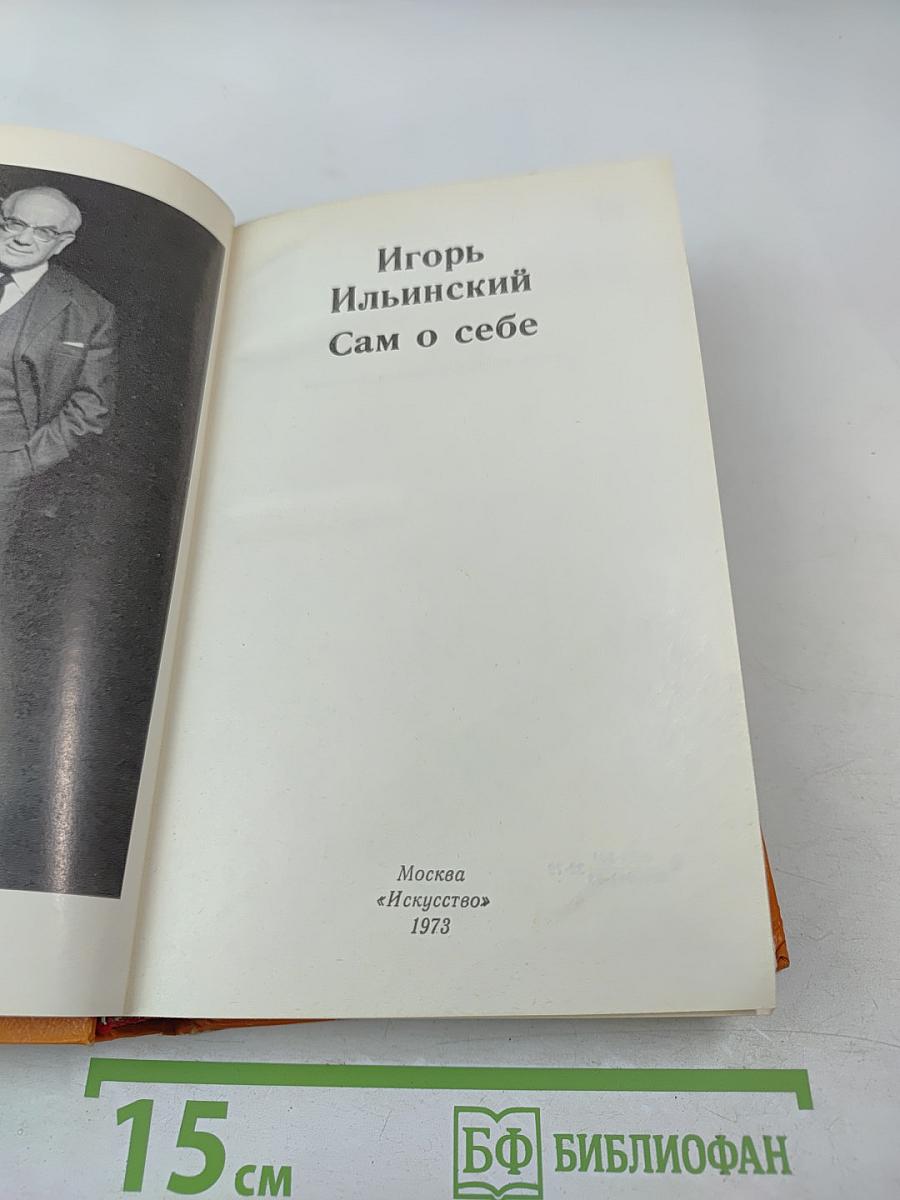 Игорь
Ильинский
Сам о себе
Москва
«Искусство»
1973
15 см
БФ БИБЛИОФАН